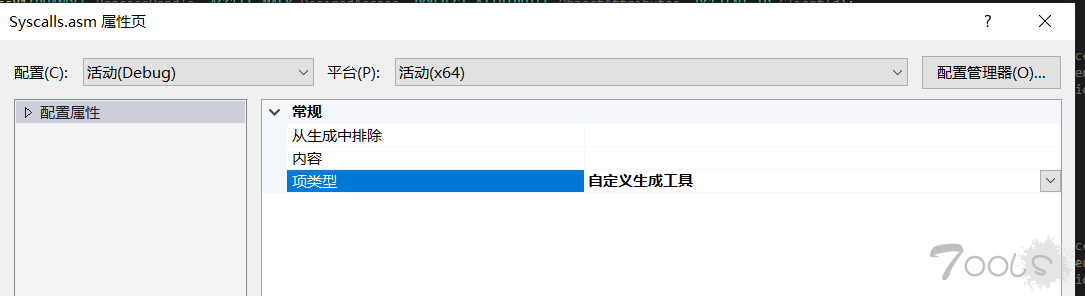 Syscalls.asm 属性页
配置(C): 活动(Debug) 平台(P): 活动(x64) 配置管理器(O)...
配置属性
常规
从生成中排除
内容
项类型 自定义生成工具
7ools